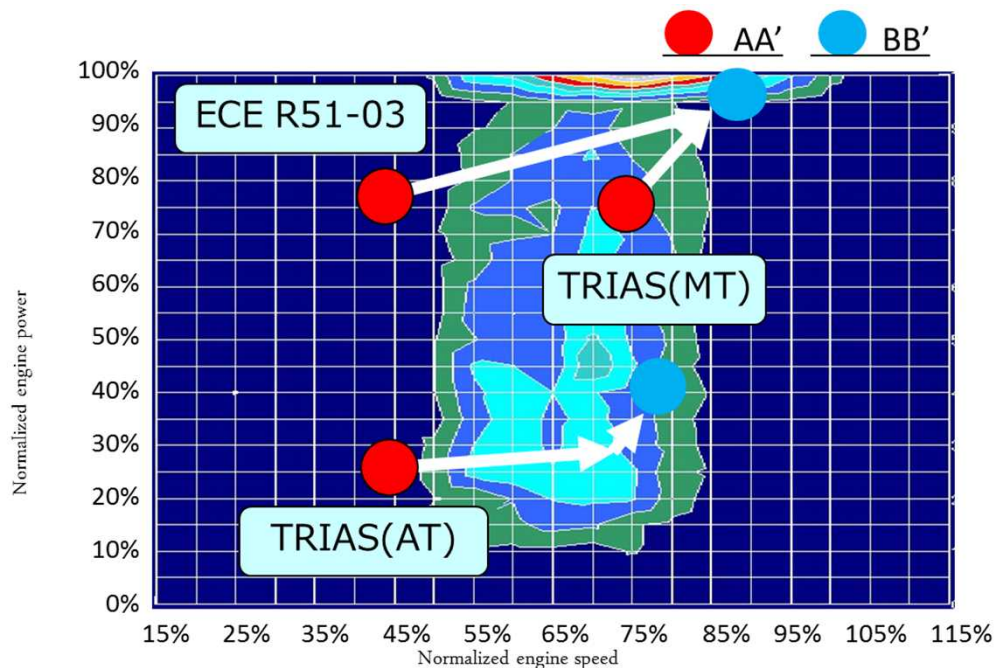 AA’ BB’
100%
90%
80%
70%
60%
50%
40%
30%
20%
10%
0%
ECE R51-03
TRIAS(MT)
TRIAS(AT)
Normalized engine power
15% 25% 35% 45% 55% 65% 75% 85% 95% 105% 115%
Normalized engine speed